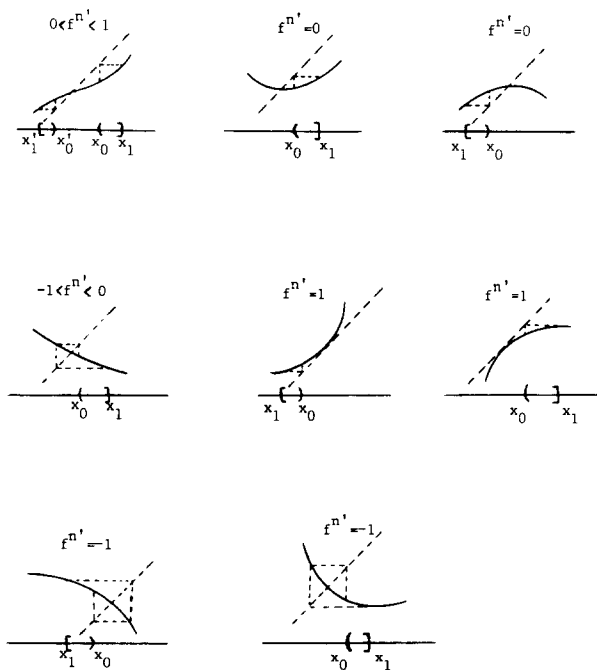 0<f^n'<1
f^n'=0
f^n'=0
x'_1 [ ) x'_0 ( x_0 ] x_1
( x_0 ] x_1
[ x_1 ) x_0
-1<f^n'<0
f^n'=1
f^n'=1
( x_0 ] x_1
[ x_1 ) x_0
( x_0 ] x_1
f^n'=-1
f^n'=-1
[ x_1 ) x_0
( x_0 ] x_1